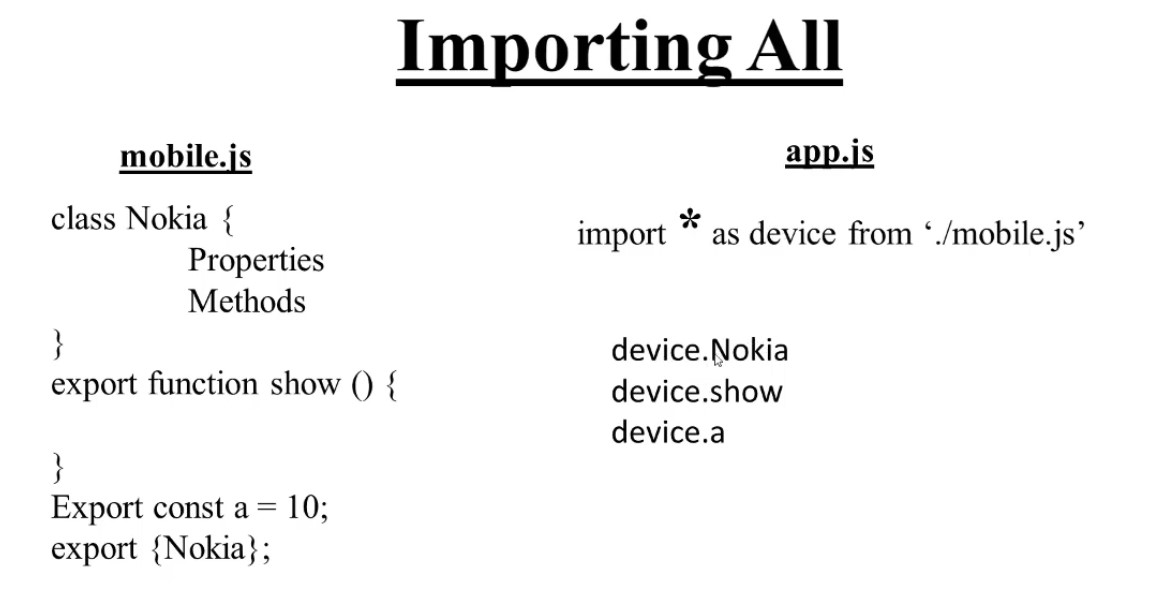 Importing All
mobile.js
class Nokia {
Properties
Methods
}
export function show () {
}
Export const a = 10;
export {Nokia};
app.js
import * as device from ‘./mobile.js’
device.Nokia
device.show
device.a